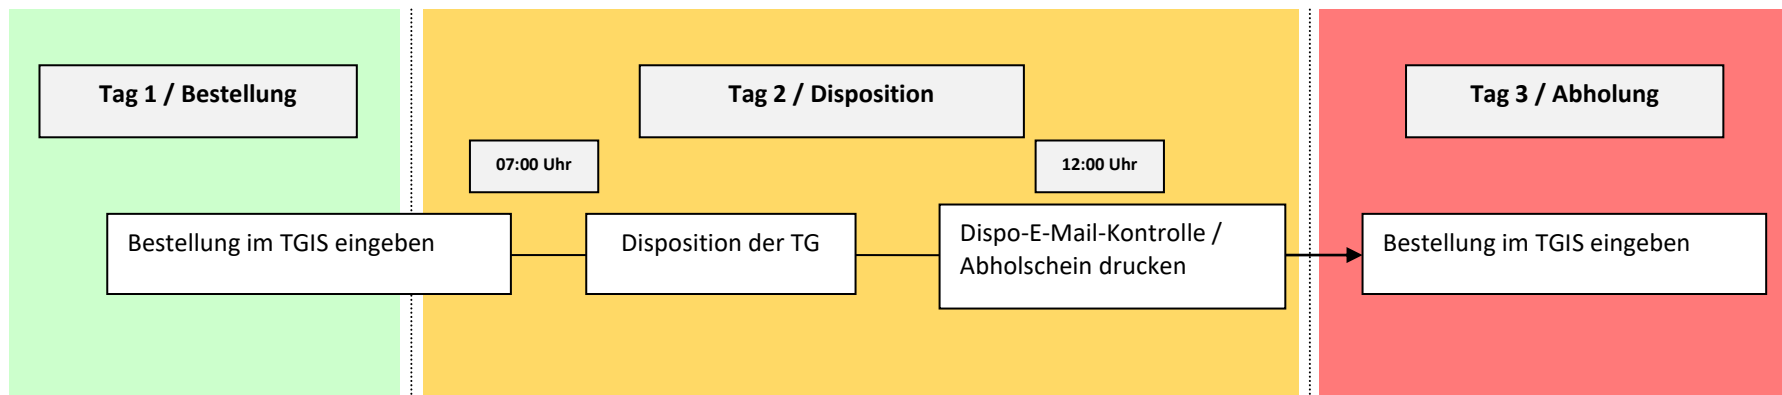 Tag 1 / Bestellung
Tag 2 / Disposition
Tag 3 / Abholung
07:00 Uhr
12:00 Uhr
Bestellung im TGIS eingeben
Disposition der TG
Dispo-E-Mail-Kontrolle /
Abholschein drucken
Bestellung im TGIS eingeben